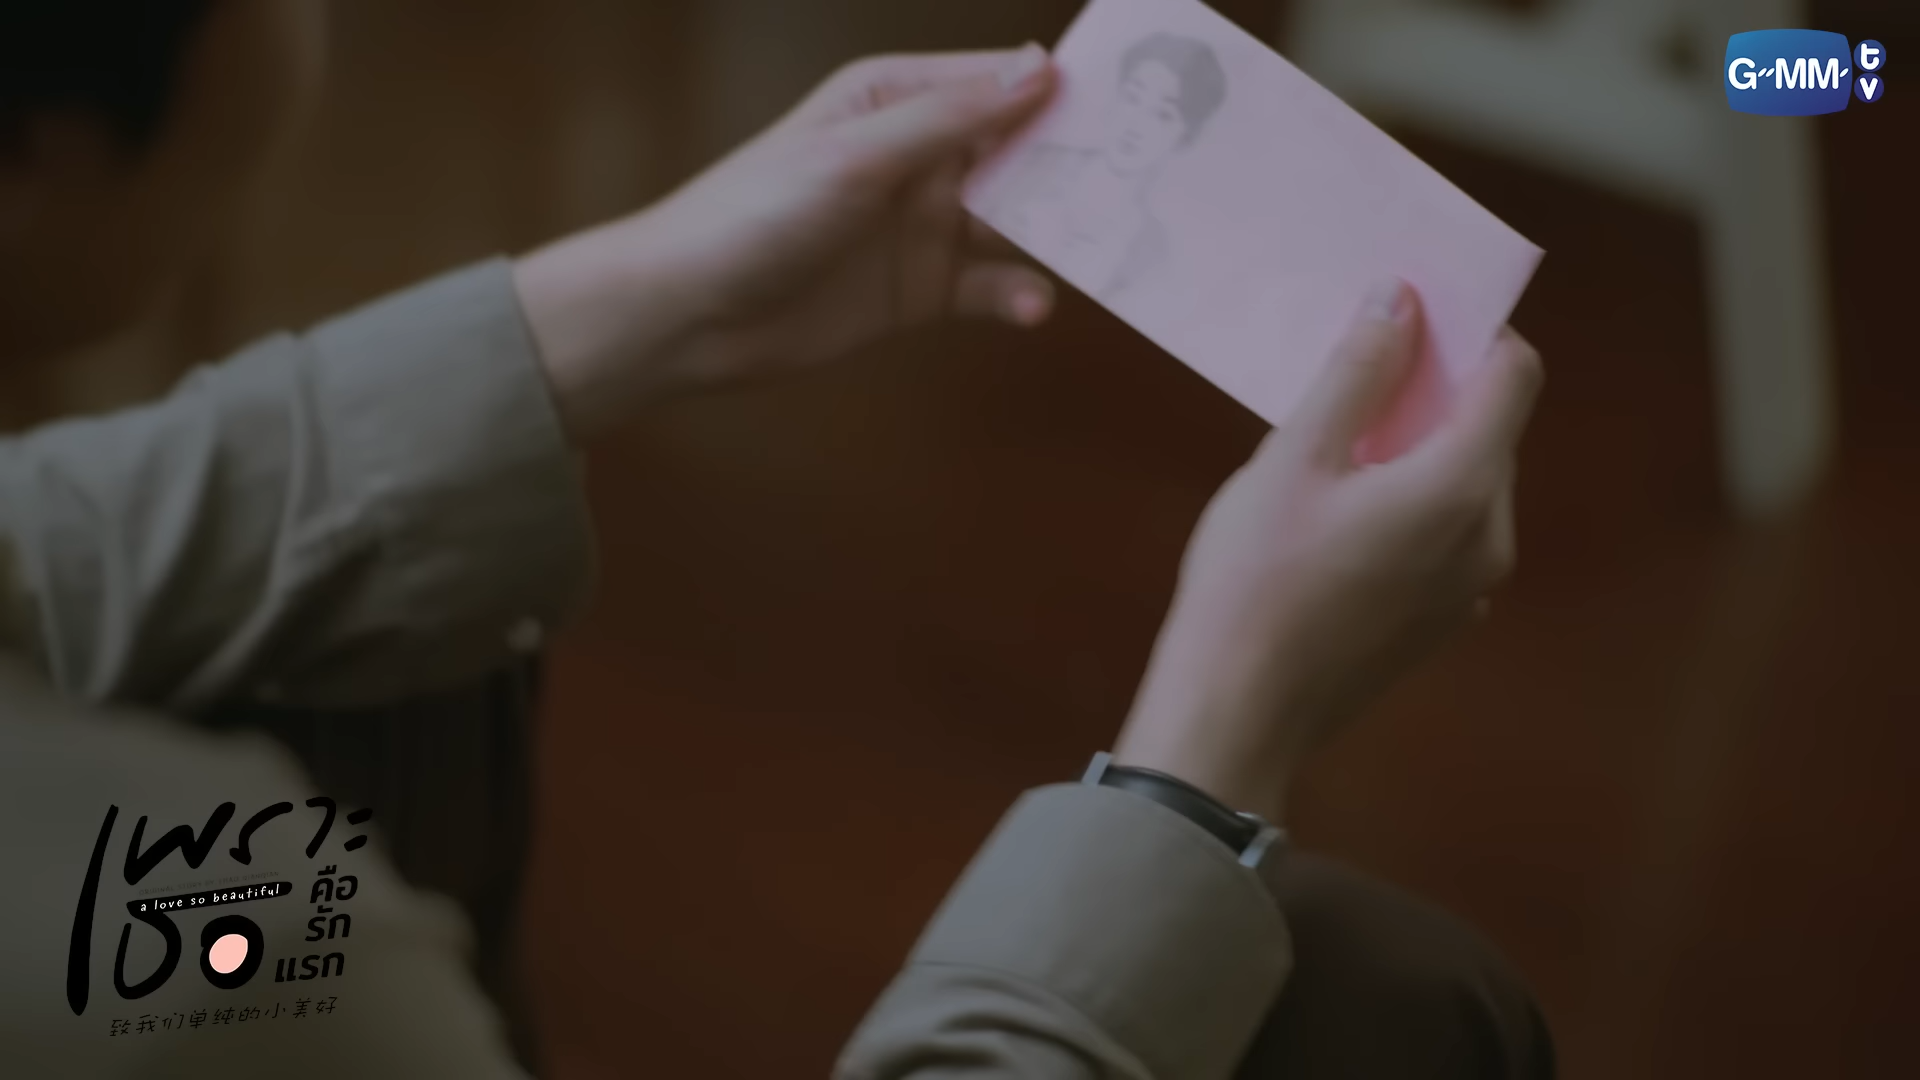 GMM
tv
เพราะ
a love so beautiful
เธอ
คือ
รัก
แรก
致我们单纯的小美好